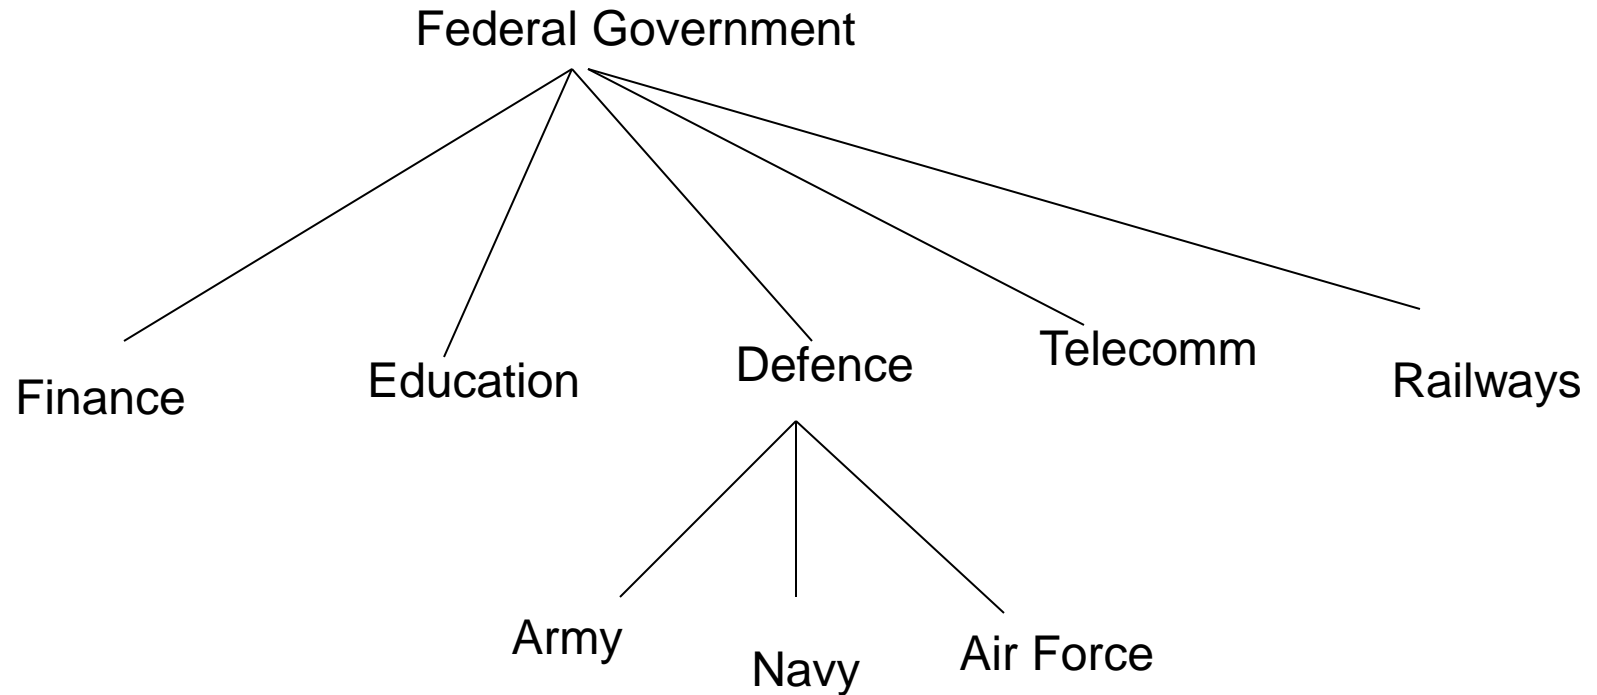 Federal Government
Finance
Education
Defence
Telecomm
Railways
Army
Navy
Air Force